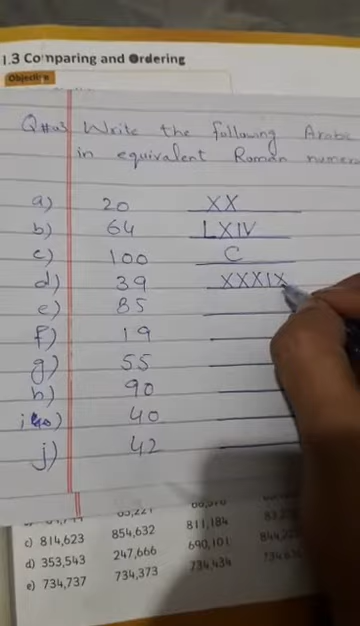 1.3 Comparing and Ordering
Objective
Q#03 Write the following Arabic
in equivalent Roman numera
a) 20 XX
b) 64 LXIV
c) 100 C
d) 39 XXXIX
e) 85
f) 19
g) 55
h) 90
i) 40
j) 42
c) 814,623 854,632 811,184
d) 353,543 247,666 690,101
e) 734,737 734,373 734,434